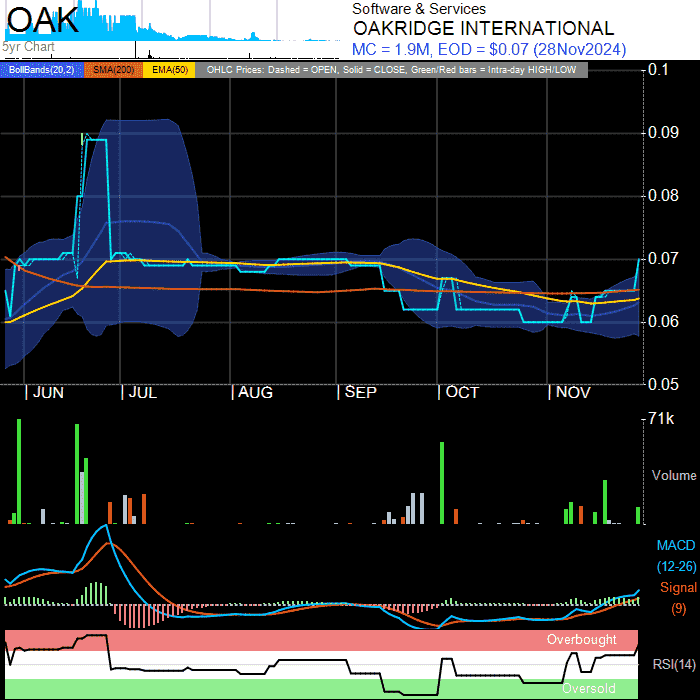 OAK
5yr Chart
Software & Services
OAKRIDGE INTERNATIONAL
MC = 1.9M, EOD = $0.07 (28Nov2024)
BollBands(20,2) SMA(200) EMA(50) OHLC Prices: Dashed = OPEN, Solid = CLOSE, Green/Red bars = Intra-day HIGH/LOW
0.1
0.09
0.08
0.07
0.06
0.05
JUN JUL AUG SEP OCT NOV
71k
Volume
MACD
(12-26)
Signal
(9)
Overbought
RSI(14)
Oversold